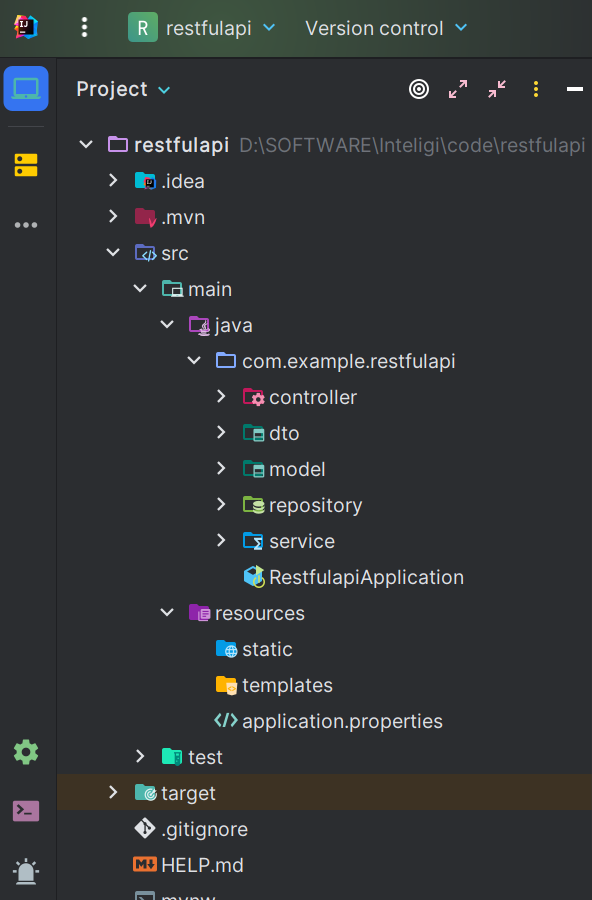 R restfulapi Version control
Project
restfulapi D:\SOFTWARE\Inteligi\code\restfulapi
.idea
.mvn
src
main
java
com.example.restfulapi
controller
dto
model
repository
service
RestfulapiApplication
resources
static
templates
application.properties
test
target
.gitignore
HELP.md
mvnw